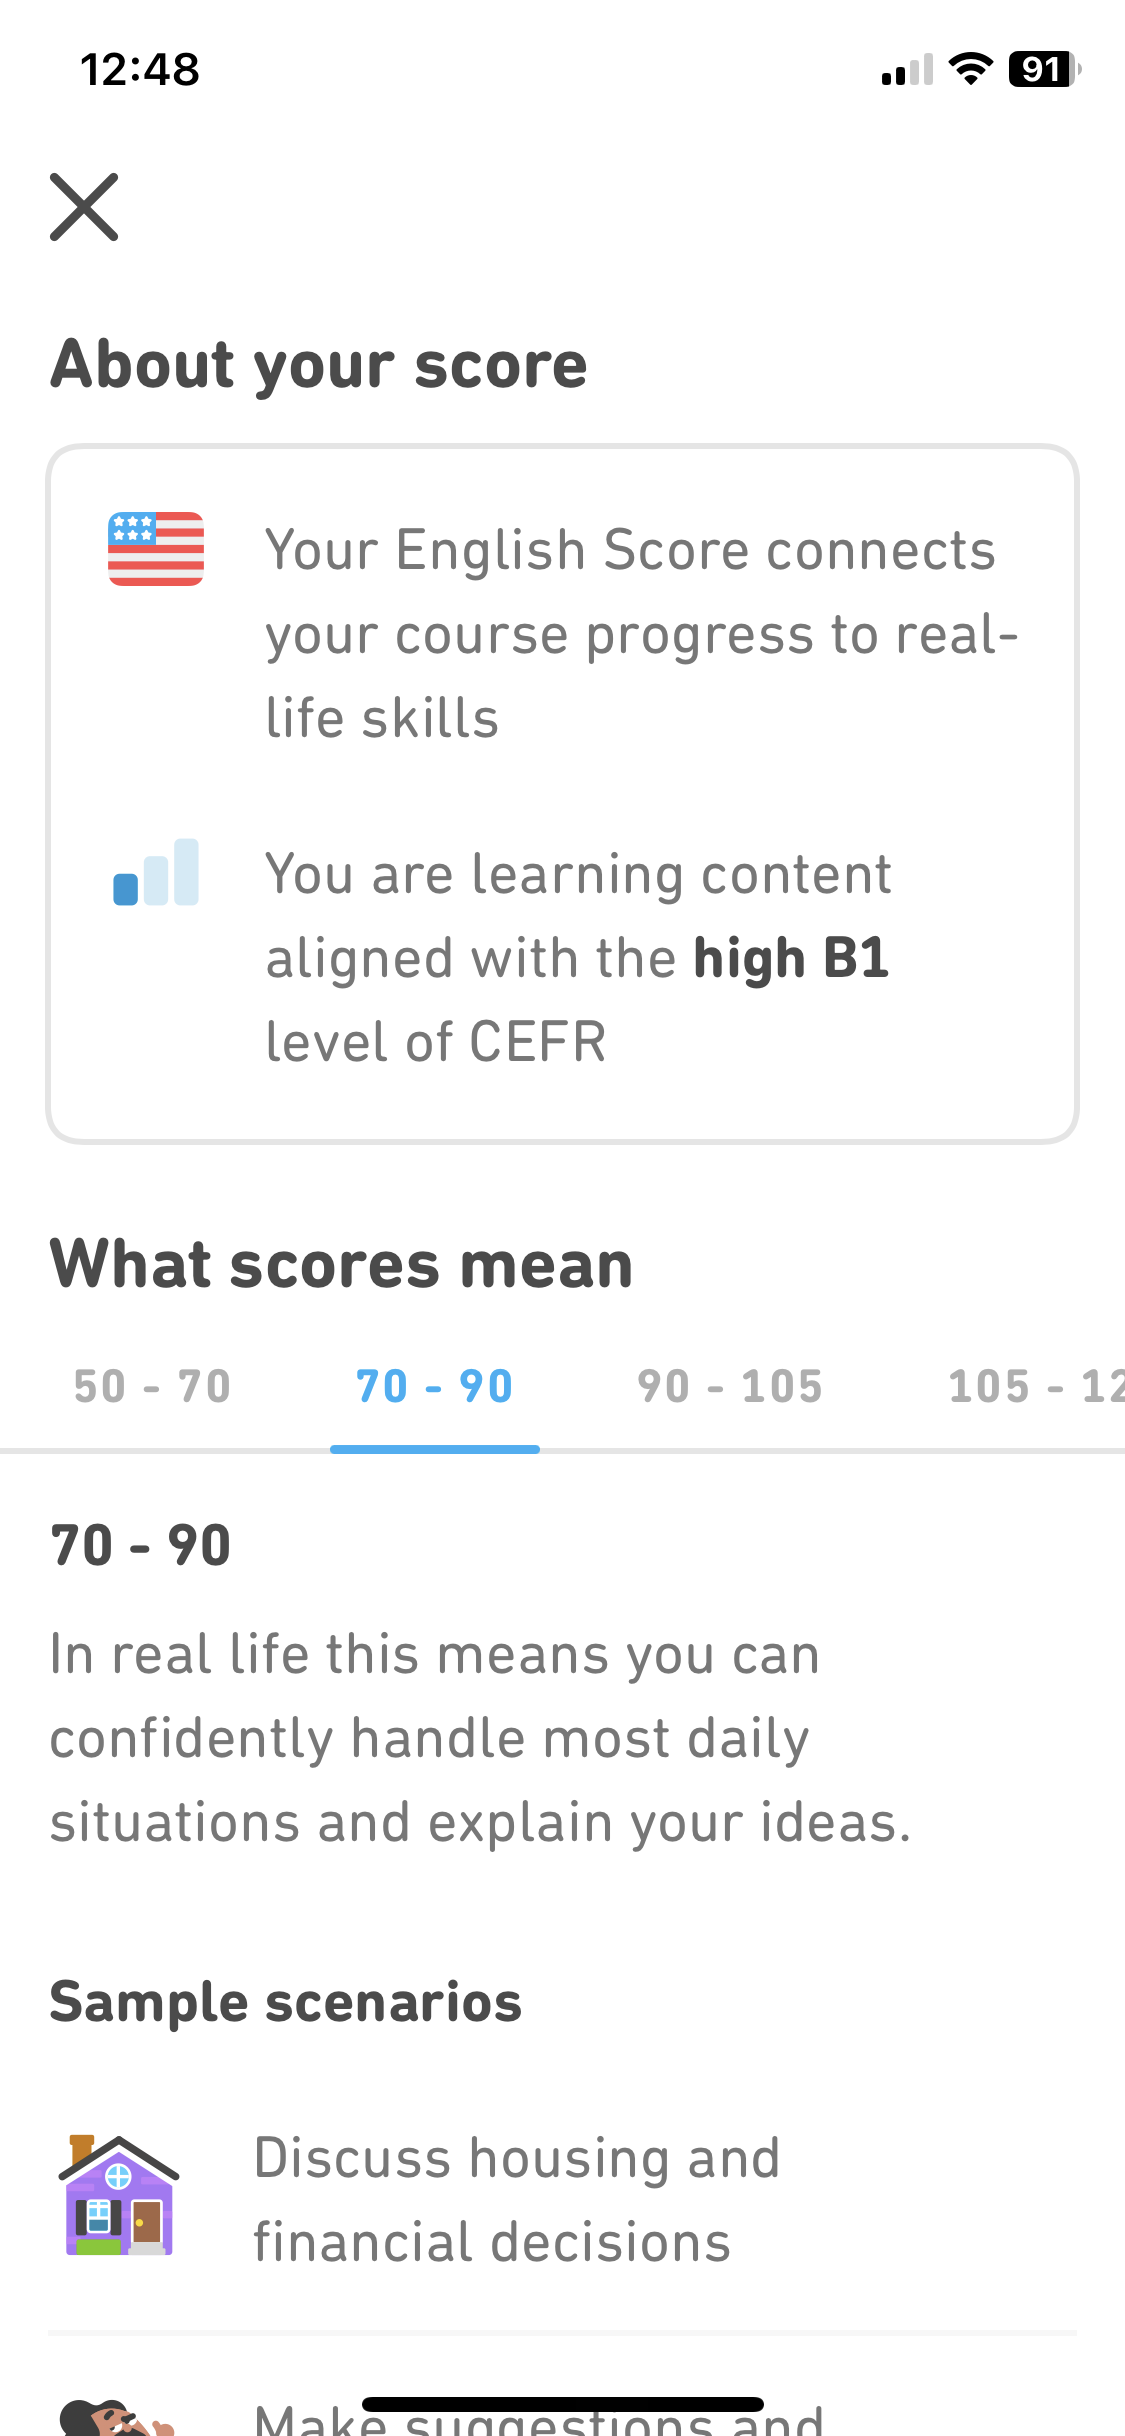 12:48
91
About your score
Your English Score connects
your course progress to real-
life skills
You are learning content
aligned with the high B1
level of CEFR
What scores mean
50 - 70
70 - 90
90 - 105
105 - 12
70 - 90
In real life this means you can
confidently handle most daily
situations and explain your ideas.
Sample scenarios
Discuss housing and
financial decisions
Make suggestions and